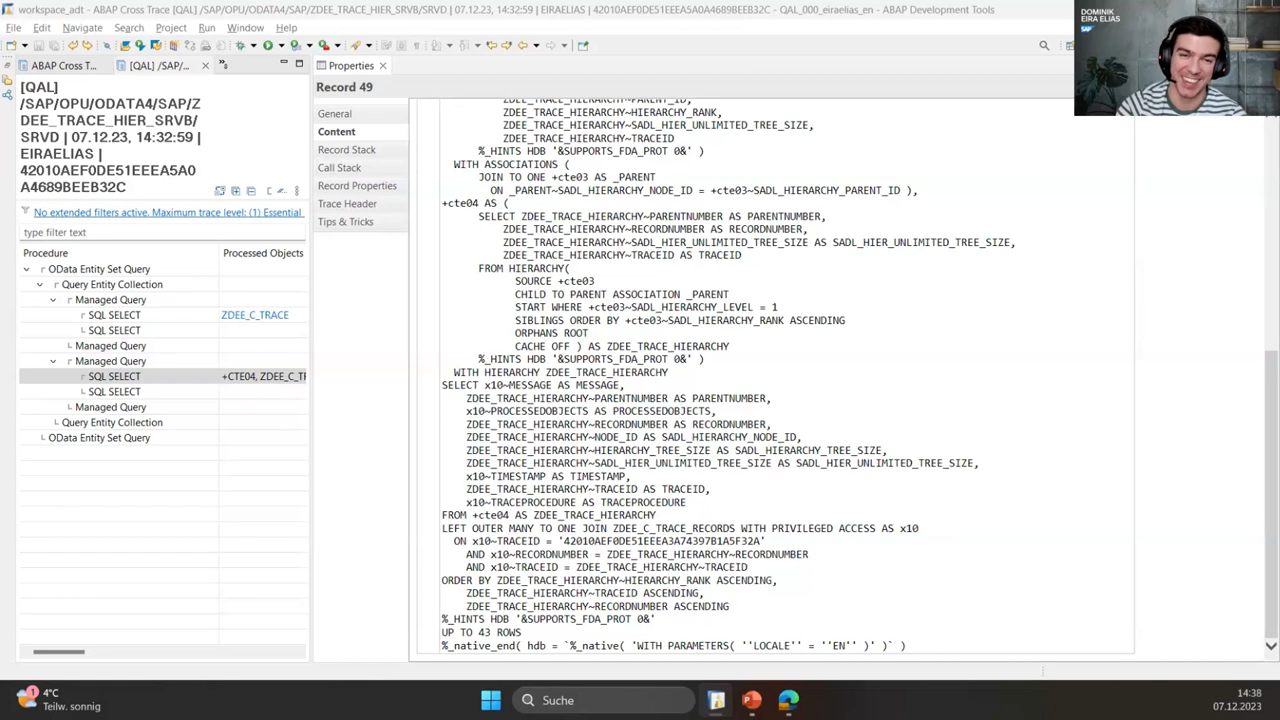 workspace_adt - ABAP Cross Trace [QAL] /SAP/OPU/ODATA4/SAP/ZDEE_TRACE_HIER_SRVB/SRVD | 07.12.23, 14:32:59 | EIRAELIAS | 42010AEF0DE51EEEA5A0A4689BEEB32C - QAL_000_eiraelias_en - ABAP Development Tools
File Edit Navigate Search Project Run Window Help
ABAP Cross T... [QAL] /SAP/...
[QAL]
/SAP/OPU/ODATA4/SAP/Z
DEE_TRACE_HIER_SRVB/
SRVD | 07.12.23, 14:32:59 |
EIRAELIAS |
42010AEF0DE51EEEA5A0
A4689BEEB32C
No extended filters active. Maximum trace level: (1) Essential
type filter text
Procedure Processed Objects
OData Entity Set Query
Query Entity Collection
Managed Query
SQL SELECT ZDEE_C_TRACE
SQL SELECT
Managed Query
Managed Query
SQL SELECT +CTE04, ZDEE_C_TR
SQL SELECT
Managed Query
Query Entity Collection
OData Entity Set Query
Properties
Record 49
General
Content
Record Stack
Call Stack
Record Properties
Trace Header
Tips & Tricks
ZDEE_TRACE_HIERARCHY~PARENT_ID,
ZDEE_TRACE_HIERARCHY~HIERARCHY_RANK,
ZDEE_TRACE_HIERARCHY~SADL_HIER_UNLIMITED_TREE_SIZE,
ZDEE_TRACE_HIERARCHY~TRACEID
%_HINTS HDB '&SUPPORTS_FDA_PROT 0&' )
WITH ASSOCIATIONS (
JOIN TO ONE +cte03 AS _PARENT
ON _PARENT~SADL_HIERARCHY_NODE_ID = +cte03~SADL_HIERARCHY_PARENT_ID ),
+cte04 AS (
SELECT ZDEE_TRACE_HIERARCHY~PARENTNUMBER AS PARENTNUMBER,
ZDEE_TRACE_HIERARCHY~RECORDNUMBER AS RECORDNUMBER,
ZDEE_TRACE_HIERARCHY~SADL_HIER_UNLIMITED_TREE_SIZE AS SADL_HIER_UNLIMITED_TREE_SIZE,
ZDEE_TRACE_HIERARCHY~TRACEID AS TRACEID
FROM HIERARCHY(
SOURCE +cte03
CHILD TO PARENT ASSOCIATION _PARENT
START WHERE +cte03~SADL_HIERARCHY_LEVEL = 1
SIBLINGS ORDER BY +cte03~SADL_HIERARCHY_RANK ASCENDING
ORPHANS ROOT
CACHE OFF ) AS ZDEE_TRACE_HIERARCHY
%_HINTS HDB '&SUPPORTS_FDA_PROT 0&' )
WITH HIERARCHY ZDEE_TRACE_HIERARCHY
SELECT x10~MESSAGE AS MESSAGE,
ZDEE_TRACE_HIERARCHY~PARENTNUMBER AS PARENTNUMBER,
x10~PROCESSEDOBJECTS AS PROCESSEDOBJECTS,
ZDEE_TRACE_HIERARCHY~RECORDNUMBER AS RECORDNUMBER,
ZDEE_TRACE_HIERARCHY~NODE_ID AS SADL_HIERARCHY_NODE_ID,
ZDEE_TRACE_HIERARCHY~HIERARCHY_TREE_SIZE AS SADL_HIERARCHY_TREE_SIZE,
ZDEE_TRACE_HIERARCHY~SADL_HIER_UNLIMITED_TREE_SIZE AS SADL_HIER_UNLIMITED_TREE_SIZE,
x10~TIMESTAMP AS TIMESTAMP,
ZDEE_TRACE_HIERARCHY~TRACEID AS TRACEID,
x10~TRACEPROCEDURE AS TRACEPROCEDURE
FROM +cte04 AS ZDEE_TRACE_HIERARCHY
LEFT OUTER MANY TO ONE JOIN ZDEE_C_TRACE_RECORDS WITH PRIVILEGED ACCESS AS x10
ON x10~TRACEID = '42010AEF0DE51EEEA3A74397B1A5F32A'
AND x10~RECORDNUMBER = ZDEE_TRACE_HIERARCHY~RECORDNUMBER
AND x10~TRACEID = ZDEE_TRACE_HIERARCHY~TRACEID
ORDER BY ZDEE_TRACE_HIERARCHY~HIERARCHY_RANK ASCENDING,
ZDEE_TRACE_HIERARCHY~TRACEID ASCENDING,
ZDEE_TRACE_HIERARCHY~RECORDNUMBER ASCENDING
%_HINTS HDB '&SUPPORTS_FDA_PROT 0&'
UP TO 43 ROWS
%_native_end( hdb = `%_native( 'WITH PARAMETERS( ''LOCALE'' = ''EN'' )' )` )
DOMINIK
EIRA ELIAS
SAP
1
4°C
Teilw. sonnig
Suche
14:38
07.12.2023